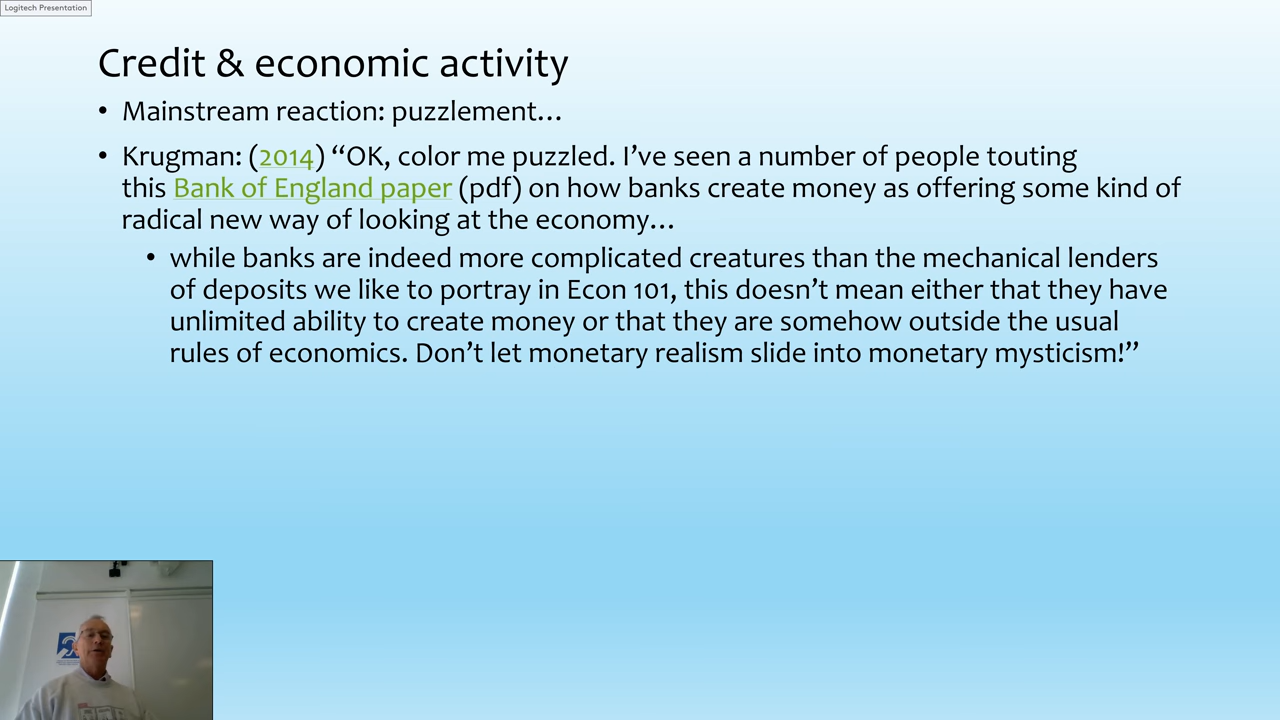 Logitech Presentation
Credit & economic activity
• Mainstream reaction: puzzlement…
• Krugman: (2014) “OK, color me puzzled. I’ve seen a number of people touting
this Bank of England paper (pdf) on how banks create money as offering some kind of
radical new way of looking at the economy…
• while banks are indeed more complicated creatures than the mechanical lenders
of deposits we like to portray in Econ 101, this doesn’t mean either that they have
unlimited ability to create money or that they are somehow outside the usual
rules of economics. Don’t let monetary realism slide into monetary mysticism!”